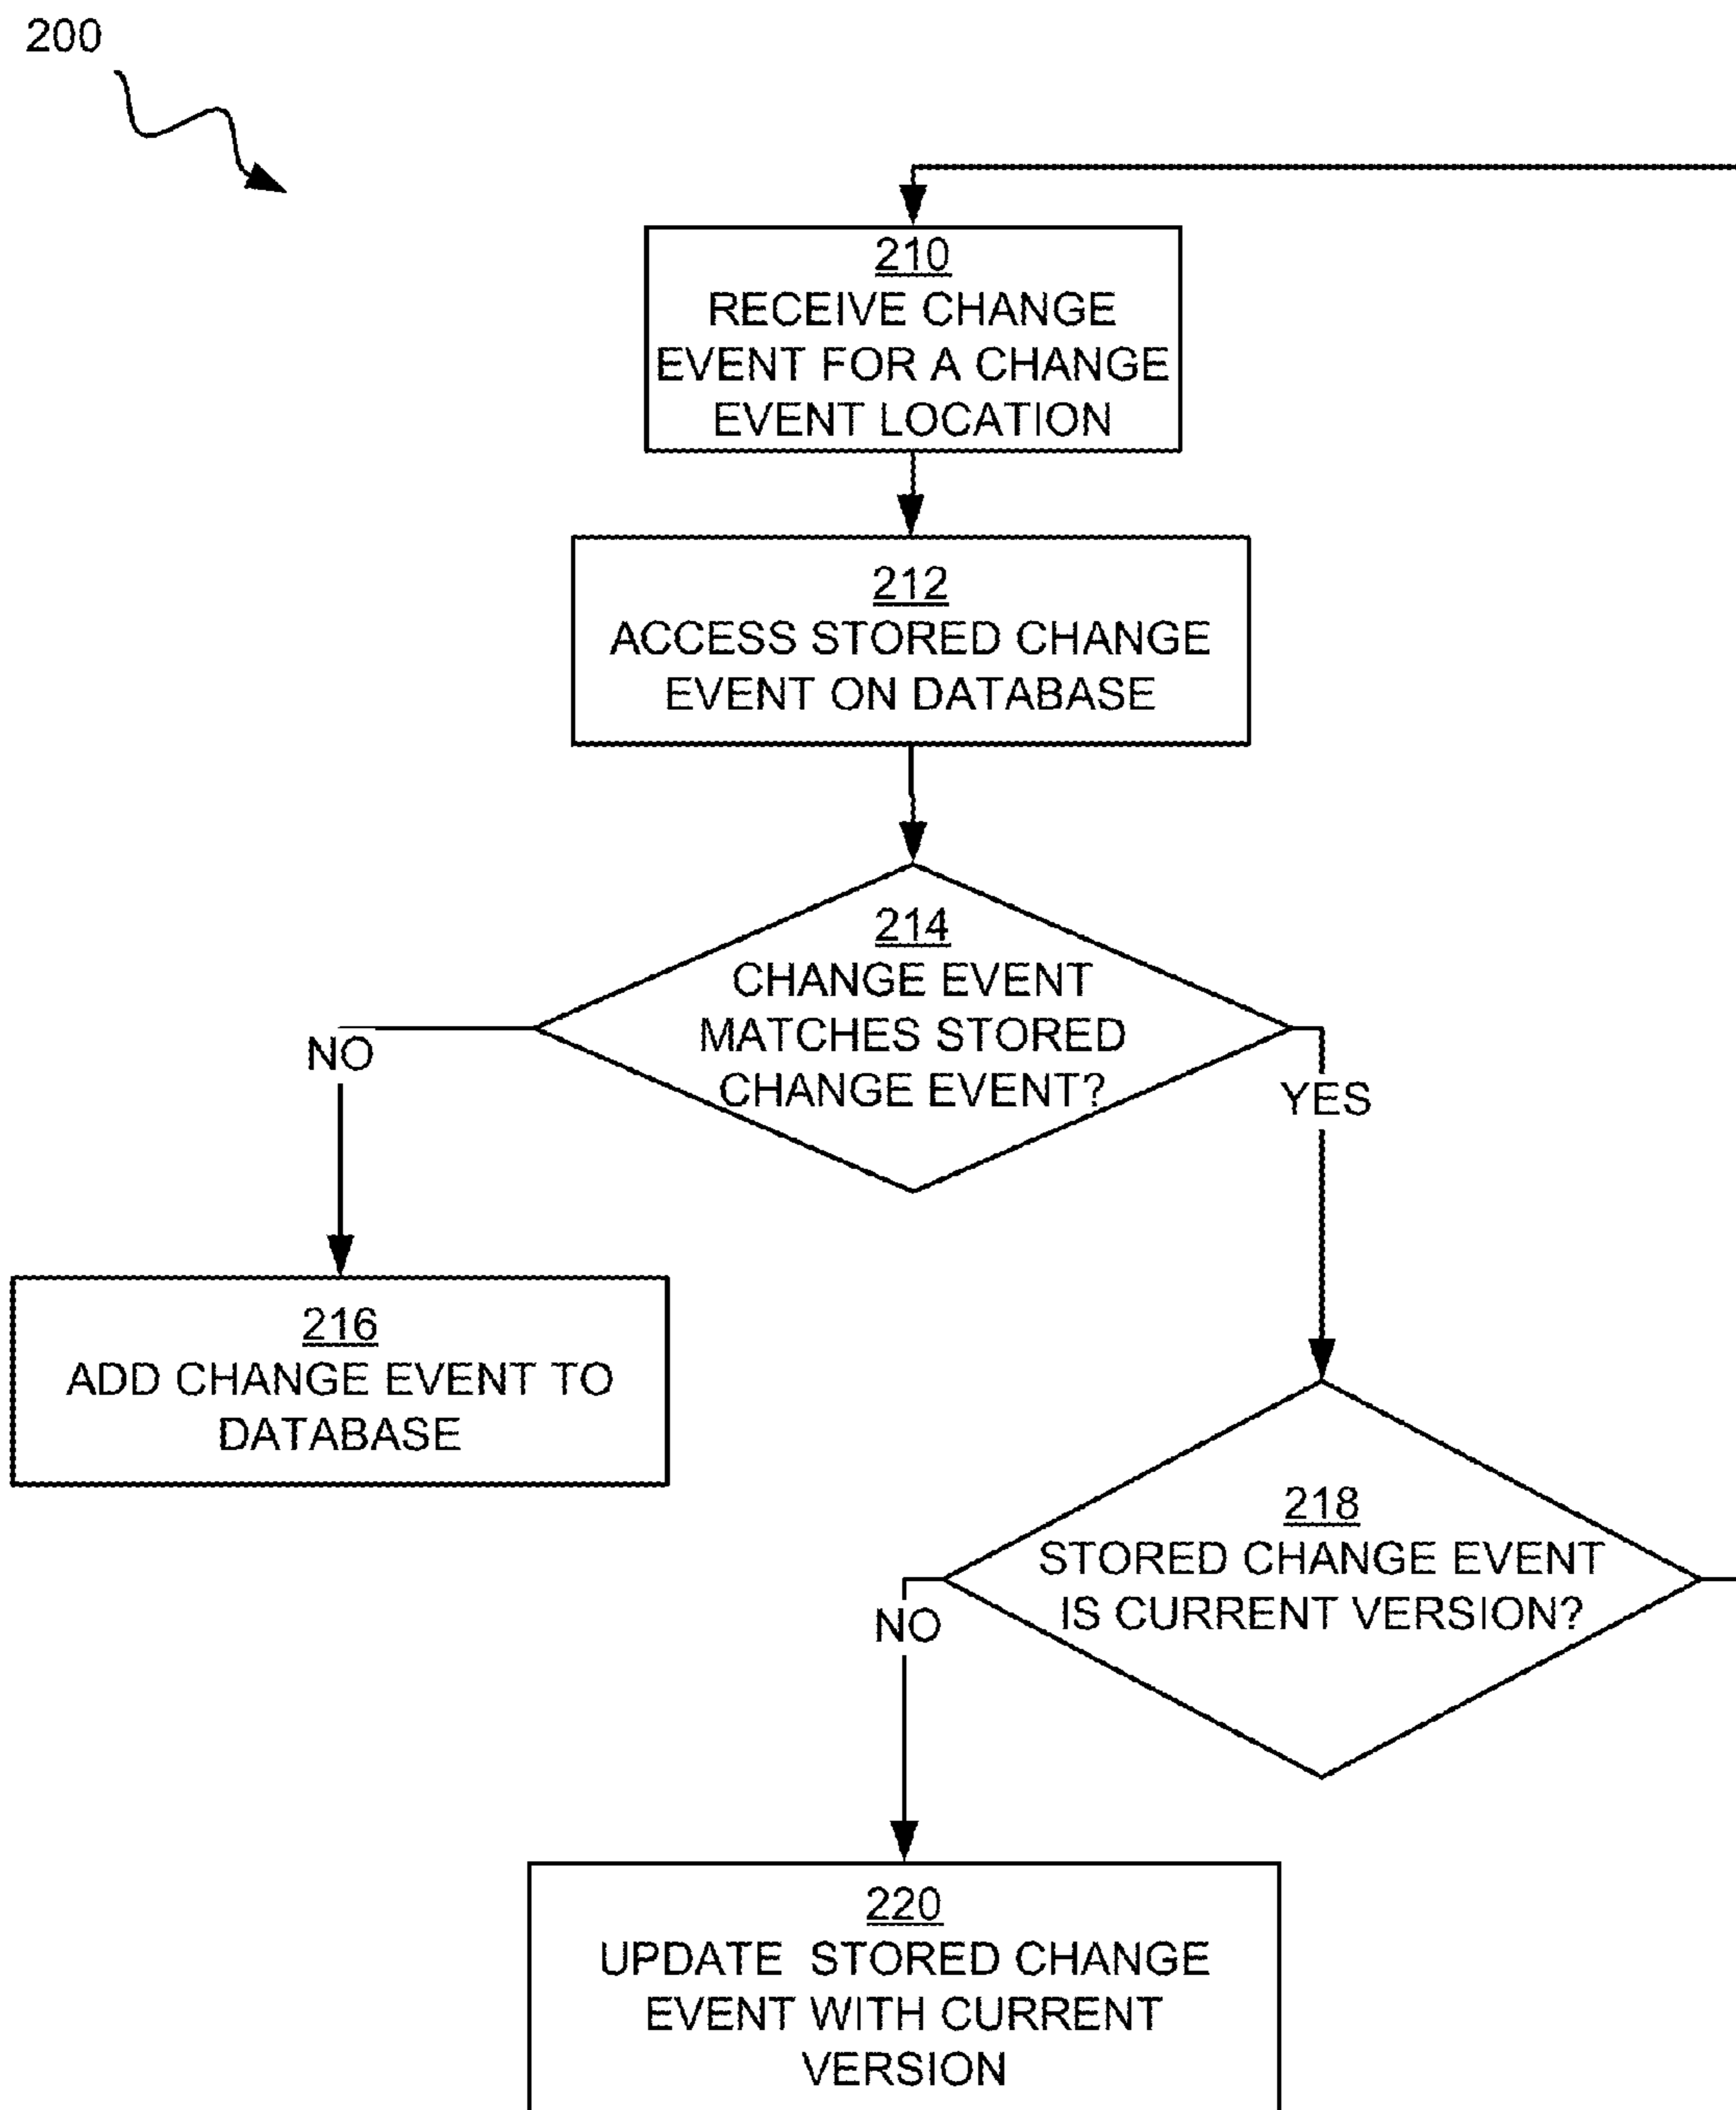 200
210
RECEIVE CHANGE
EVENT FOR A CHANGE
EVENT LOCATION
212
ACCESS STORED CHANGE
EVENT ON DATABASE
214
CHANGE EVENT
MATCHES STORED
CHANGE EVENT?
NO
YES
216
ADD CHANGE EVENT TO
DATABASE
218
STORED CHANGE EVENT
IS CURRENT VERSION?
NO
220
UPDATE STORED CHANGE
EVENT WITH CURRENT
VERSION